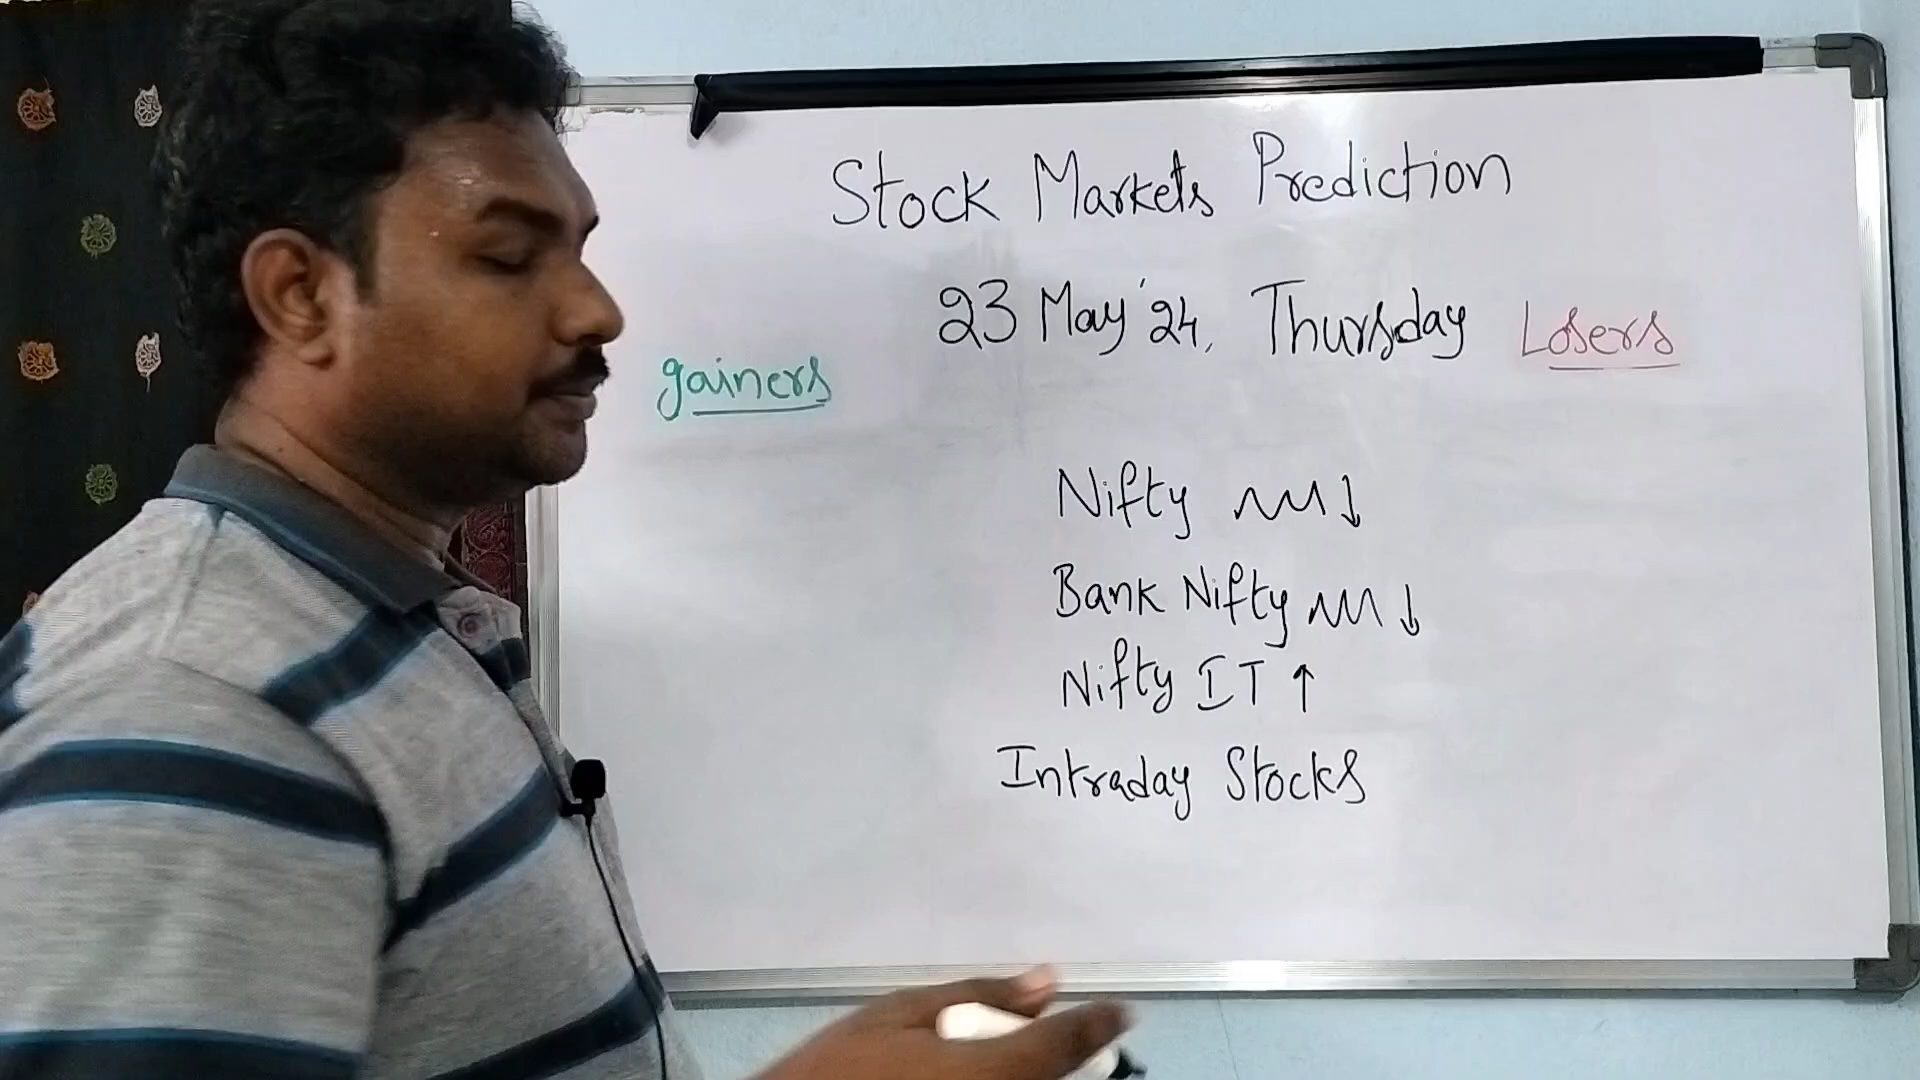 Stock Markets Prediction
23 May'24, Thursday
Losers
gainers
Nifty ↓
Bank Nifty ↓
Nifty IT ↑
Intraday Stocks